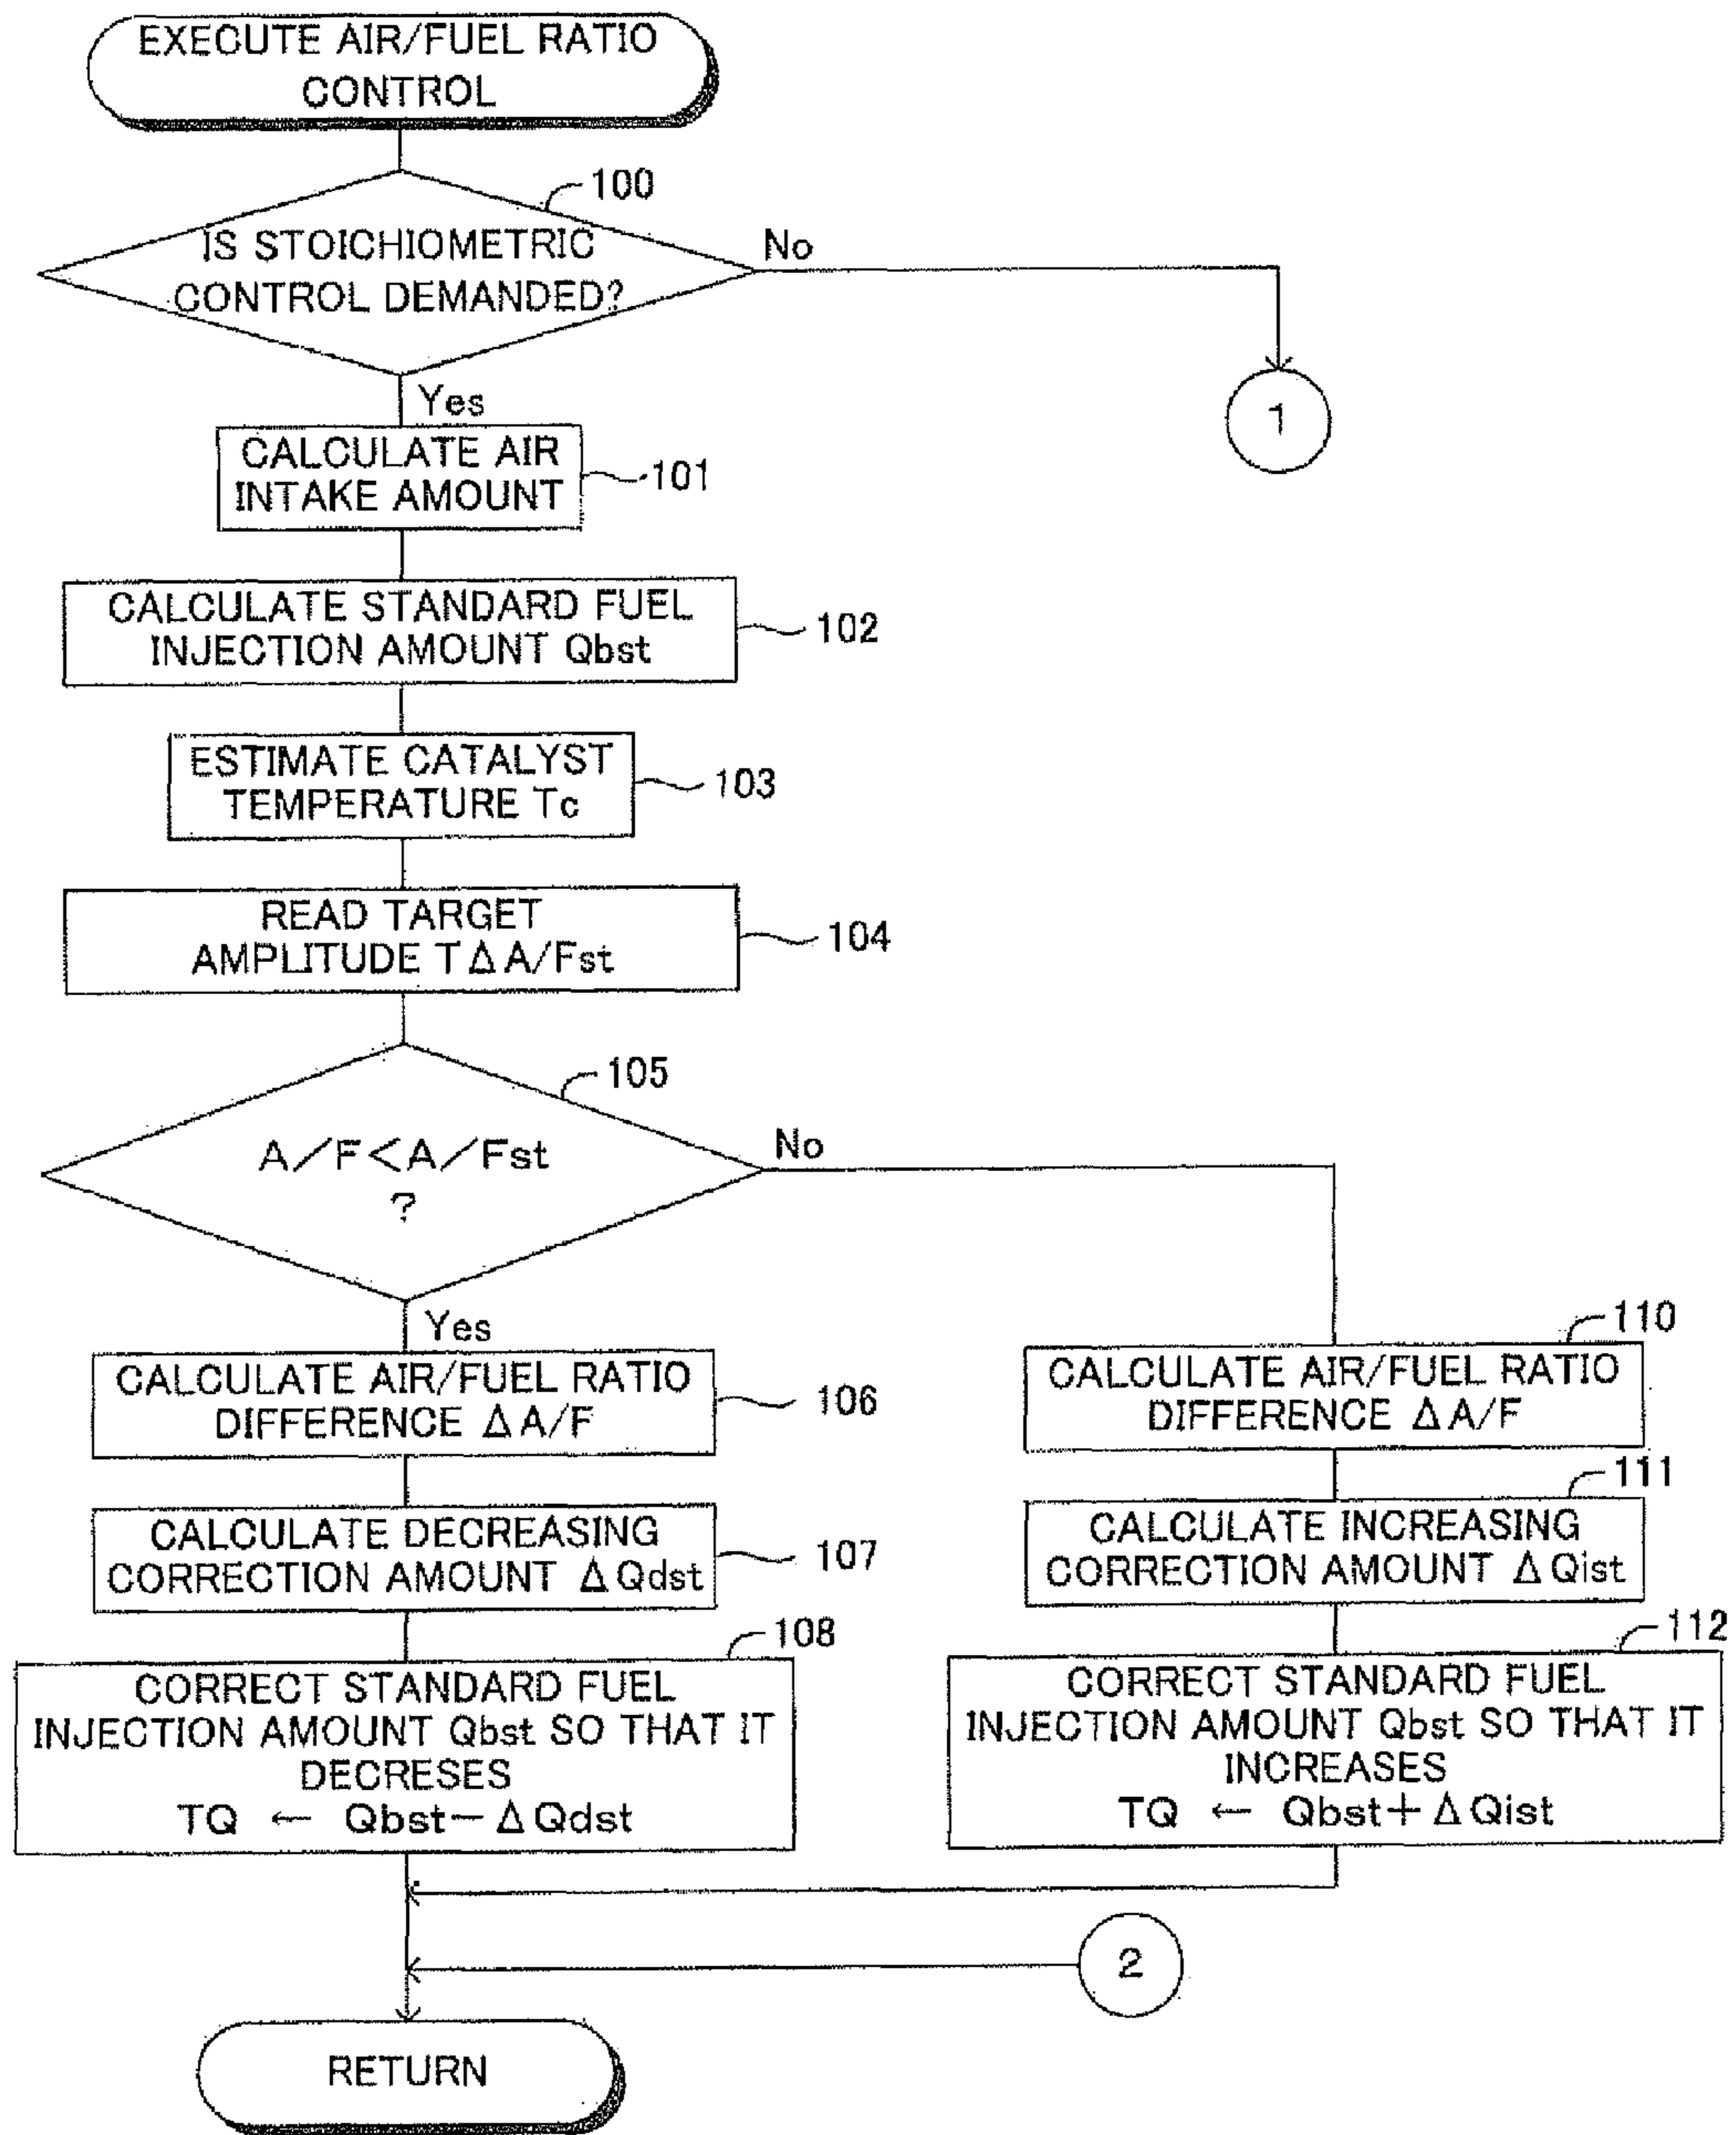 EXECUTE AIR/FUEL RATIO
CONTROL
100
IS STOICHIOMETRIC
CONTROL DEMANDED?
No
1
Yes
CALCULATE AIR
INTAKE AMOUNT
101
CALCULATE STANDARD FUEL
INJECTION AMOUNT Qbst
102
ESTIMATE CATALYST
TEMPERATURE Tc
103
READ TARGET
AMPLITUDE TΔA/Fst
104
105
A/F<A/Fst
?
No
Yes
CALCULATE AIR/FUEL RATIO
DIFFERENCE ΔA/F
106
CALCULATE DECREASING
CORRECTION AMOUNT ΔQdst
107
108
CORRECT STANDARD FUEL
INJECTION AMOUNT Qbst SO THAT IT
DECRESES
TQ ← Qbst-ΔQdst
110
CALCULATE AIR/FUEL RATIO
DIFFERENCE ΔA/F
111
CALCULATE INCREASING
CORRECTION AMOUNT ΔQist
112
CORRECT STANDARD FUEL
INJECTION AMOUNT Qbst SO THAT IT
INCREASES
TQ ← Qbst+ΔQist
2
RETURN